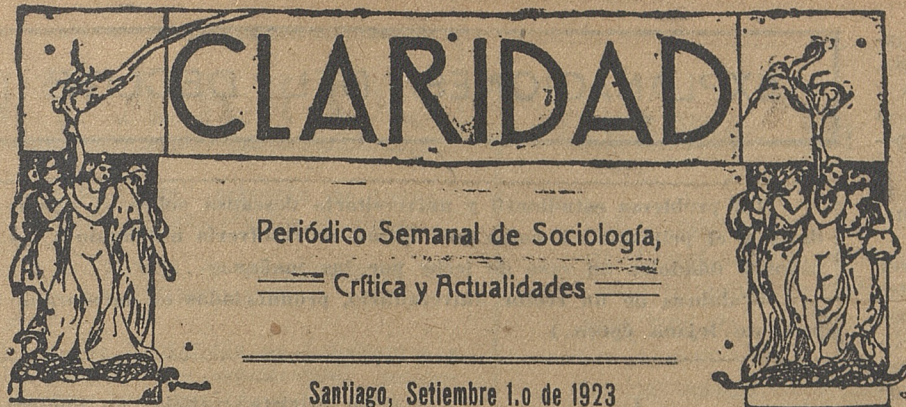 CLARIDAD
Periódico Semanal de Sociología,
Crítica y Actualidades
Santiago, Setiembre 1.o de 1923